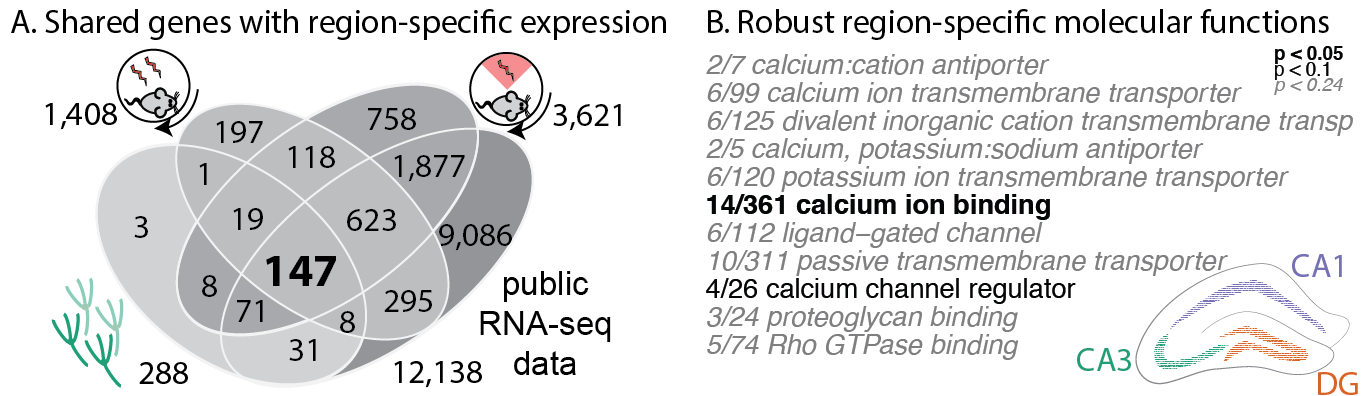 A. Shared genes with region-specific expression
1,408
3,621
197
758
118
1
1,877
3
19
623
9,086
147
8
71
8
295
31
288
12,138
public
RNA-seq
data
B. Robust region-specific molecular functions
p < 0.05
p < 0.1
p < 0.24
2/7 calcium:cation antiporter
6/99 calcium ion transmembrane transporter
6/125 divalent inorganic cation transmembrane transp
2/5 calcium, potassium:sodium antiporter
6/120 potassium ion transmembrane transporter
14/361 calcium ion binding
6/112 ligand−gated channel
10/311 passive transmembrane transporter
4/26 calcium channel regulator
3/24 proteoglycan binding
5/74 Rho GTPase binding
CA1
CA3
DG